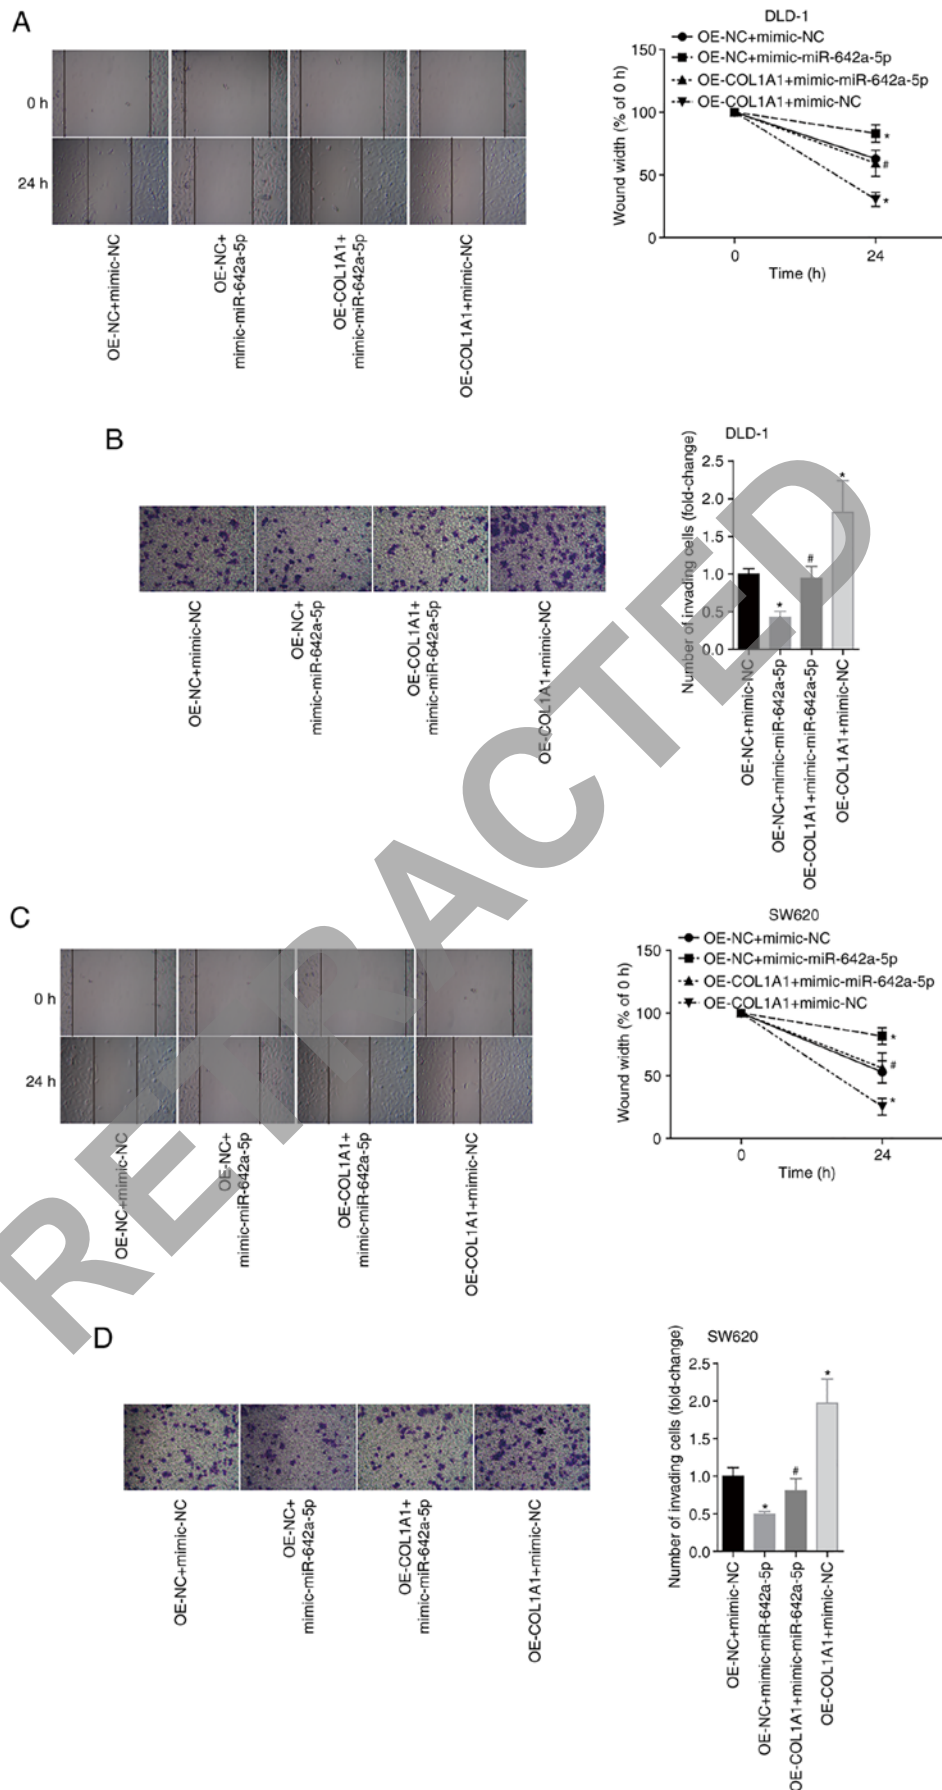 A
0 h
24 h
OE-NC+mimic-NC
OE-NC+
mimic-miR-642a-5p
OE-COL1A1+
mimic-miR-642a-5p
OE-COL1A1+mimic-NC
DLD-1
OE-NC+mimic-NC
OE-NC+mimic-miR-642a-5p
OE-COL1A1+mimic-miR-642a-5p
OE-COL1A1+mimic-NC
Wound width (% of 0 h)
150
100
50
0
*
#
*
0
24
Time (h)
B
OE-NC+mimic-NC
OE-NC+
mimic-miR-642a-5p
OE-COL1A1+
mimic-miR-642a-5p
OE-COL1A1+mimic-NC
DLD-1
Number of invading cells (fold-change)
2.5
2.0
1.5
1.0
0.5
0.0
*
#
*
OE-NC+mimic-NC
OE-NC+mimic-miR-642a-5p
OE-COL1A1+mimic-miR-642a-5p
OE-COL1A1+mimic-NC
RETRACTED
C
0 h
24 h
OE-NC+mimic-NC
OE-NC+
mimic-miR-642a-5p
OE-COL1A1+
mimic-miR-642a-5p
OE-COL1A1+mimic-NC
SW620
OE-NC+mimic-NC
OE-NC+mimic-miR-642a-5p
OE-COL1A1+mimic-miR-642a-5p
OE-COL1A1+mimic-NC
Wound width (% of 0 h)
150
100
50
0
*
#
*
0
24
Time (h)
D
OE-NC+mimic-NC
OE-NC+
mimic-miR-642a-5p
OE-COL1A1+
mimic-miR-642a-5p
OE-COL1A1+mimic-NC
SW620
Number of invading cells (fold-change)
2.5
2.0
1.5
1.0
0.5
0.0
*
#
*
OE-NC+mimic-NC
OE-NC+mimic-miR-642a-5p
OE-COL1A1+mimic-miR-642a-5p
OE-COL1A1+mimic-NC